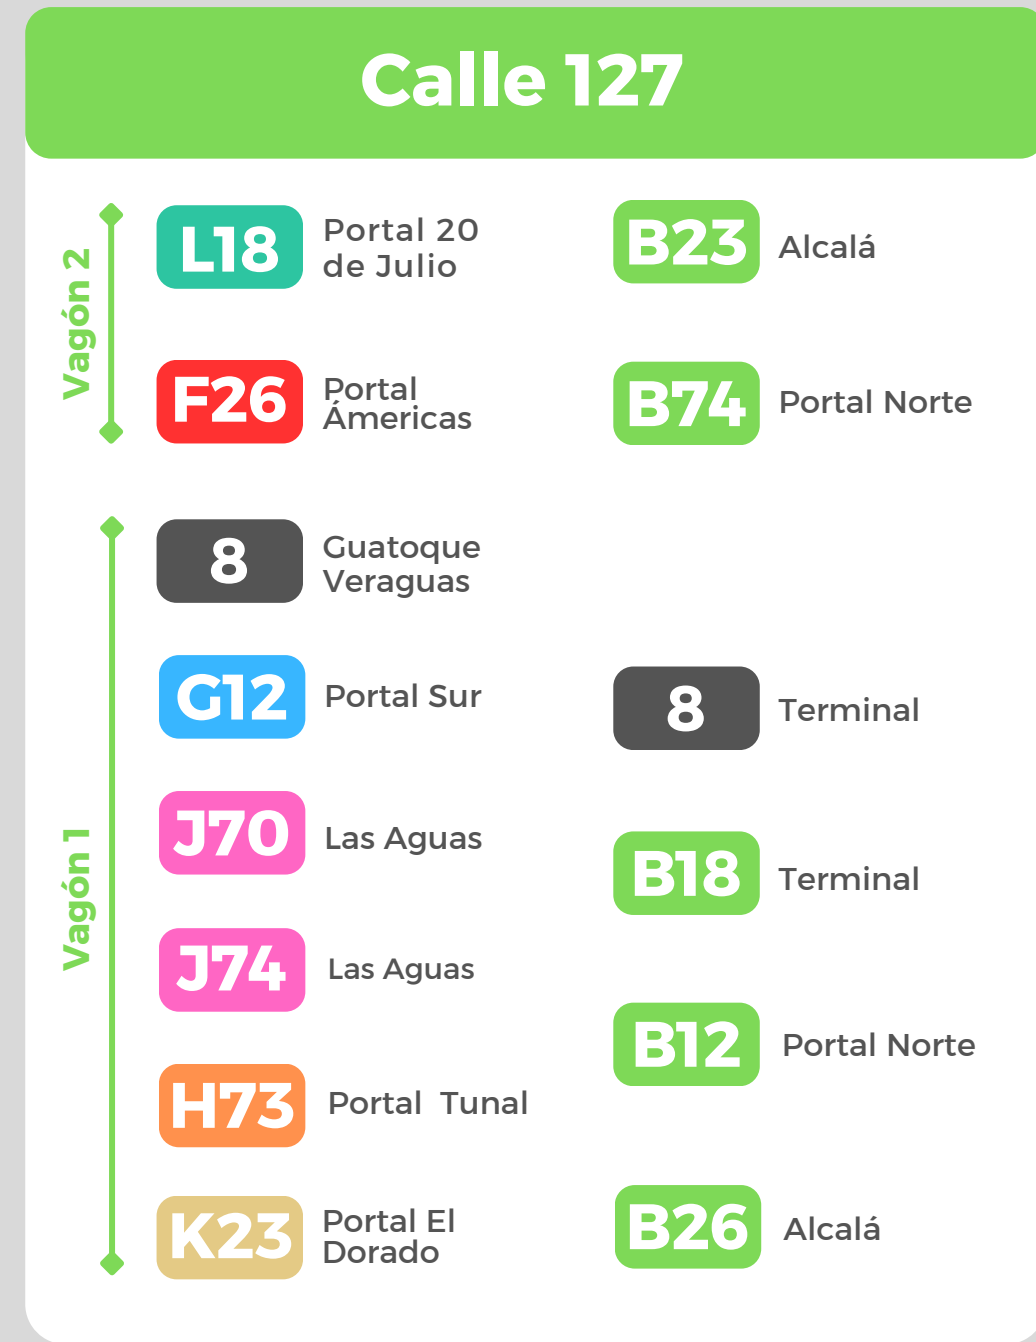 Calle 127
Vagón 2
L18
Portal 20
de Julio
B23
Alcalá
F26
Portal
Ámericas
B74
Portal Norte
Vagón 1
8
Guatoque
Veraguas
G12
Portal Sur
8
Terminal
J70
Las Aguas
B18
Terminal
J74
Las Aguas
B12
Portal Norte
H73
Portal Tunal
K23
Portal El
Dorado
B26
Alcalá